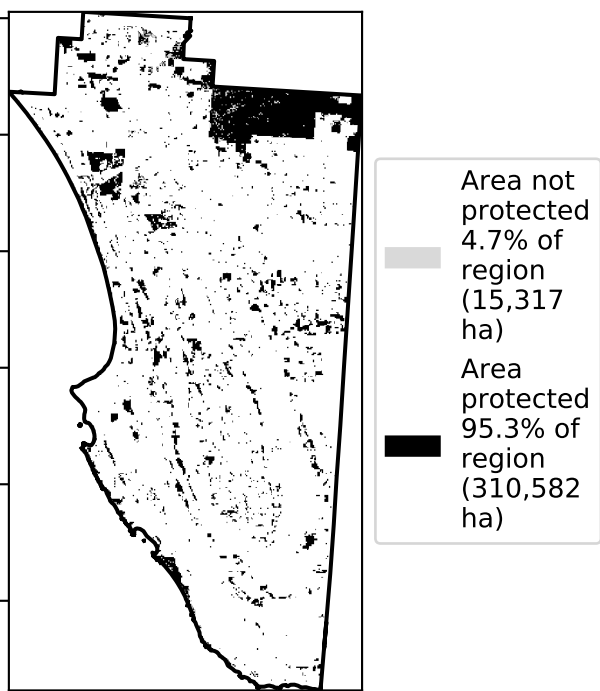 Area not
protected
4.7% of
region
(15,317
ha)
Area
protected
95.3% of
region
(310,582
ha)